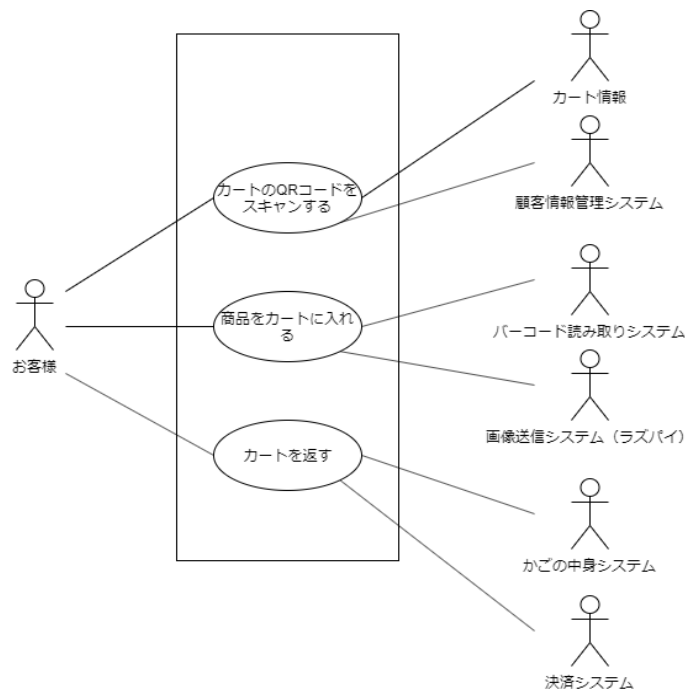 カート情報
カートのQRコードを
スキャンする
顧客情報管理システム
商品をカートに入れ
る
バーコード読み取りシステム
お客様
画像送信システム（ラズパイ）
カートを返す
かごの中身システム
決済システム